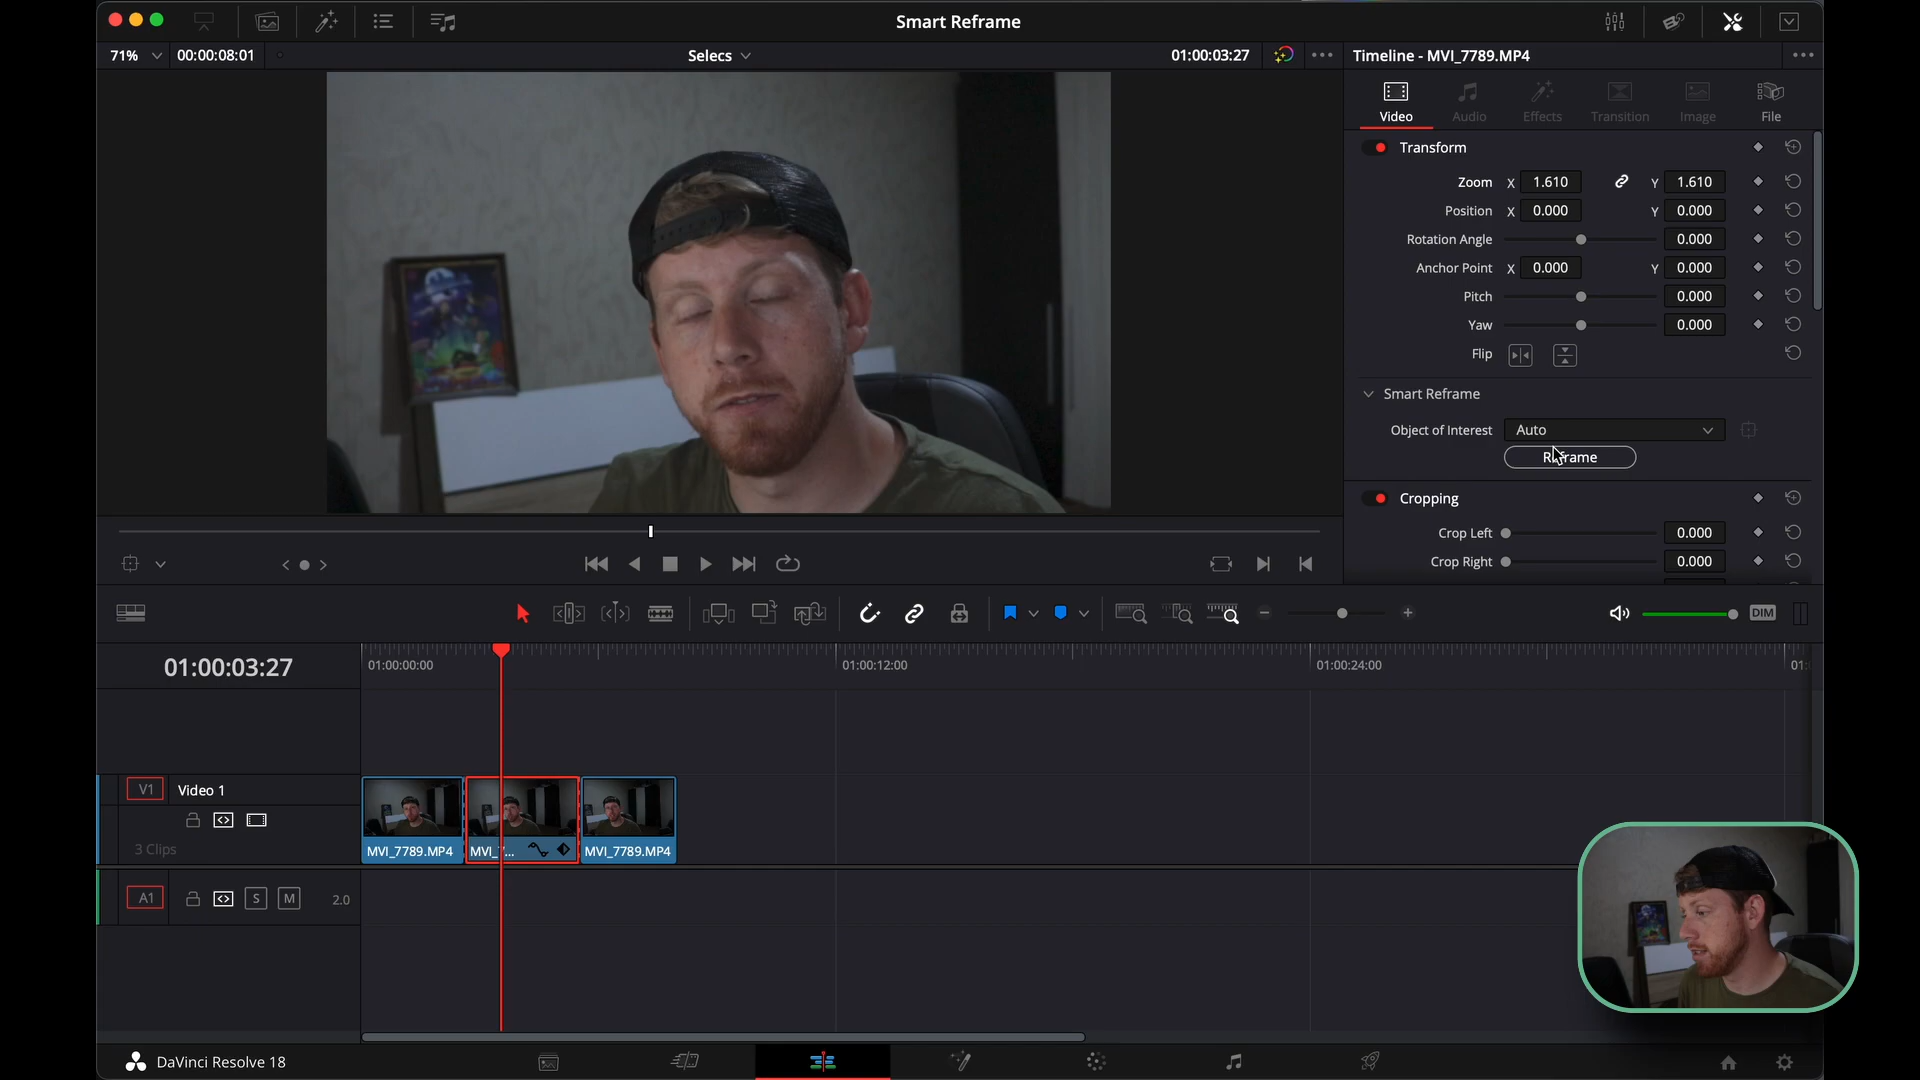 Smart Reframe
71% 00:00:08:01 Selecs 01:00:03:27 Timeline - MVI_7789.MP4
Video Audio Effects Transition Image File
Transform
Zoom X 1.610 Y 1.610
Position X 0.000 Y 0.000
Rotation Angle 0.000
Anchor Point X 0.000 Y 0.000
Pitch 0.000
Yaw 0.000
Flip
Smart Reframe
Object of Interest Auto
Reframe
Cropping
Crop Left 0.000
Crop Right 0.000
DIM
01:00:03:27 01:00:00:00 01:00:12:00 01:00:24:00 01:
V1 Video 1
3 Clips
MVI_7789.MP4 MVI_7... MVI_7789.MP4
A1 S M 2.0
DaVinci Resolve 18